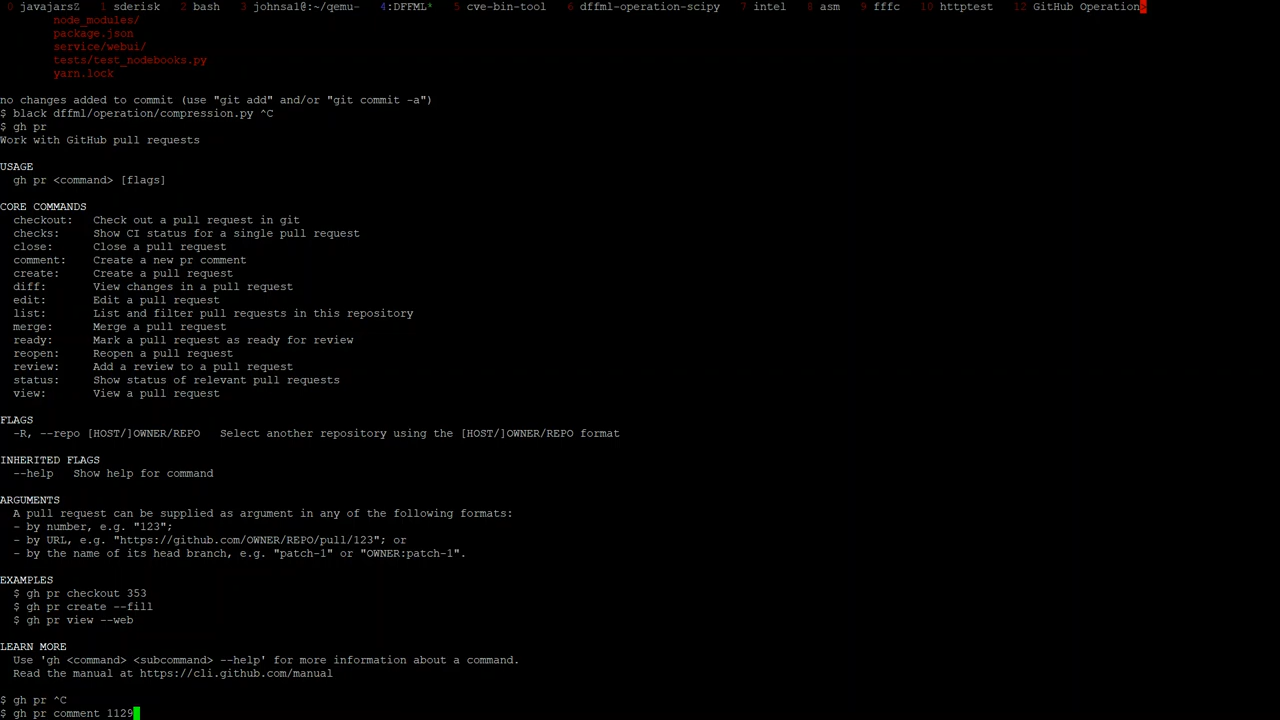 0 javajarsZ 1 sderisk 2 bash 3 johnsal@:~/qemu- 4:DFFML* 5 cve-bin-tool 6 dffml-operation-scipy 7 intel 8 asm 9 fffc 10 httptest 12 GitHub Operation>
node_modules/
package.json
service/webui/
tests/test_nodebooks.py
yarn.lock
no changes added to commit (use "git add" and/or "git commit -a")
$ black dffml/operation/compression.py ^C
$ gh pr
Work with GitHub pull requests
USAGE
gh pr <command> [flags]
CORE COMMANDS
checkout: Check out a pull request in git
checks: Show CI status for a single pull request
close: Close a pull request
comment: Create a new pr comment
create: Create a pull request
diff: View changes in a pull request
edit: Edit a pull request
list: List and filter pull requests in this repository
merge: Merge a pull request
ready: Mark a pull request as ready for review
reopen: Reopen a pull request
review: Add a review to a pull request
status: Show status of relevant pull requests
view: View a pull request
FLAGS
-R, --repo [HOST/]OWNER/REPO Select another repository using the [HOST/]OWNER/REPO format
INHERITED FLAGS
--help Show help for command
ARGUMENTS
A pull request can be supplied as argument in any of the following formats:
- by number, e.g. "123";
- by URL, e.g. "https://github.com/OWNER/REPO/pull/123"; or
- by the name of its head branch, e.g. "patch-1" or "OWNER:patch-1".
EXAMPLES
$ gh pr checkout 353
$ gh pr create --fill
$ gh pr view --web
LEARN MORE
Use 'gh <command> <subcommand> --help' for more information about a command.
Read the manual at https://cli.github.com/manual
$ gh pr ^C
$ gh pr comment 1129